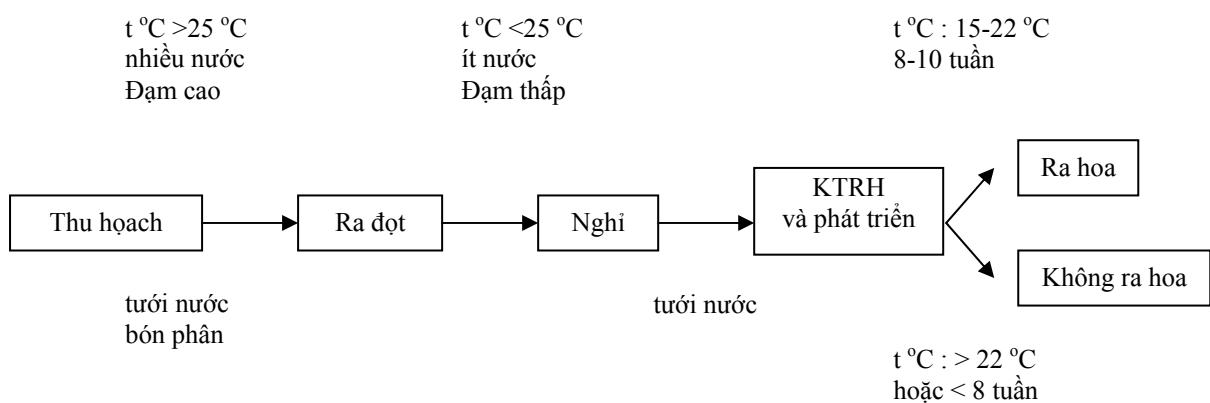 t °C >25 °C
nhiều nước
Đạm cao
t °C <25 °C
ít nước
Đạm thấp
t °C : 15-22 °C
8-10 tuần
Thu họach
Ra đọt
Nghỉ
KTRH
và phát triển
Ra hoa
Không ra hoa
tưới nước
bón phân
tưới nước
t °C : > 22 °C
hoặc < 8 tuần